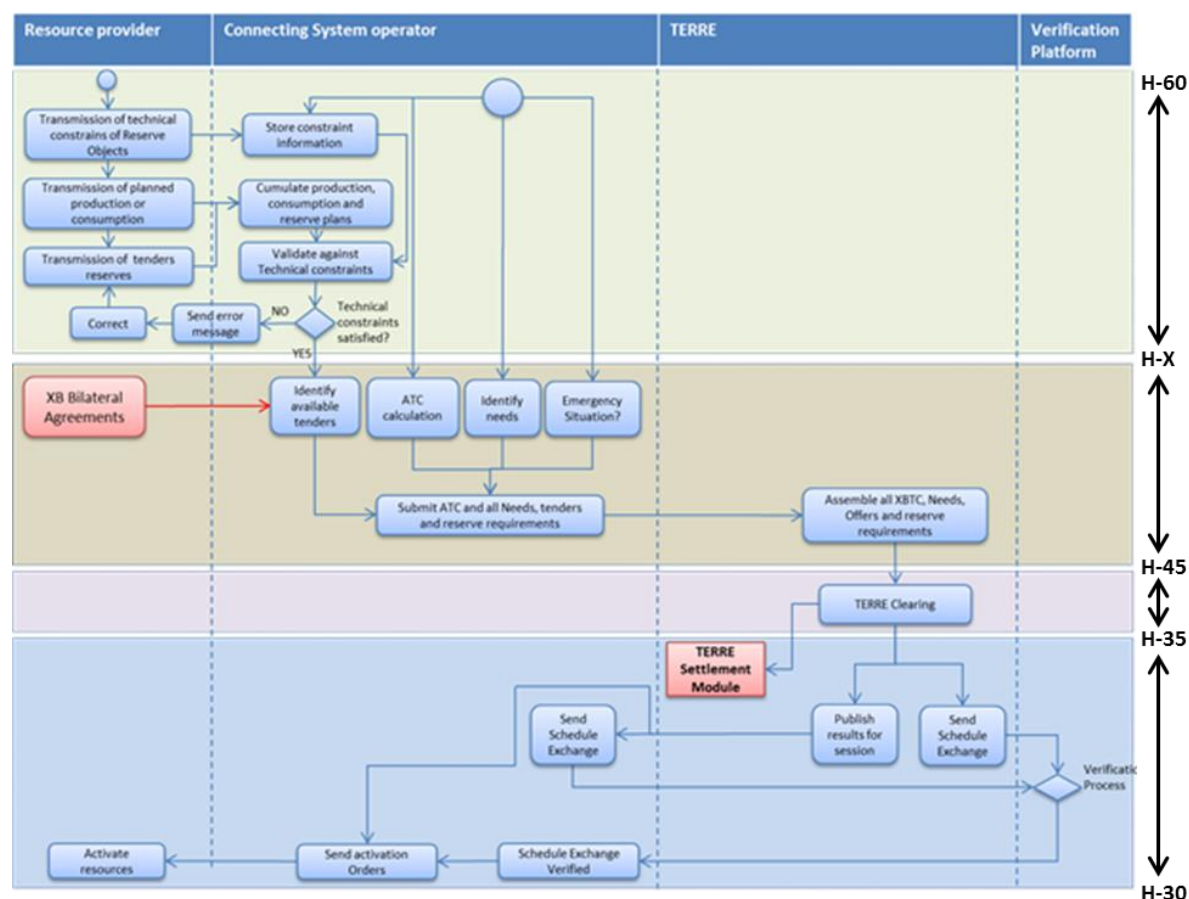 Resource provider
Connecting System operator
TERRE
Verification
Platform
H-60
Transmission of technical
constrains of Reserve
Objects
Store constraint
information
Transmission of planned
production or
consumption
Cumulate production,
consumption and
reserve plans
Transmission of tenders
reserves
Validate against
Technical constraints
Correct
Send error
message
NO
Technical
constraints
satisfied?
YES
H-X
XB Bilateral
Agreements
Identify
available
tenders
ATC
calculation
Identify
needs
Emergency
Situation?
Submit ATC and all Needs, tenders
and reserve requirements
Assemble all XBTC, Needs,
Offers and reserve
requirements
H-45
TERRE Clearing
H-35
TERRE
Settlement
Module
Send
Schedule
Exchange
Publish
results for
session
Send
Schedule
Exchange
Verificatic
Process
Activate
resources
Send activation
Orders
Schedule Exchange
Verified
H-30